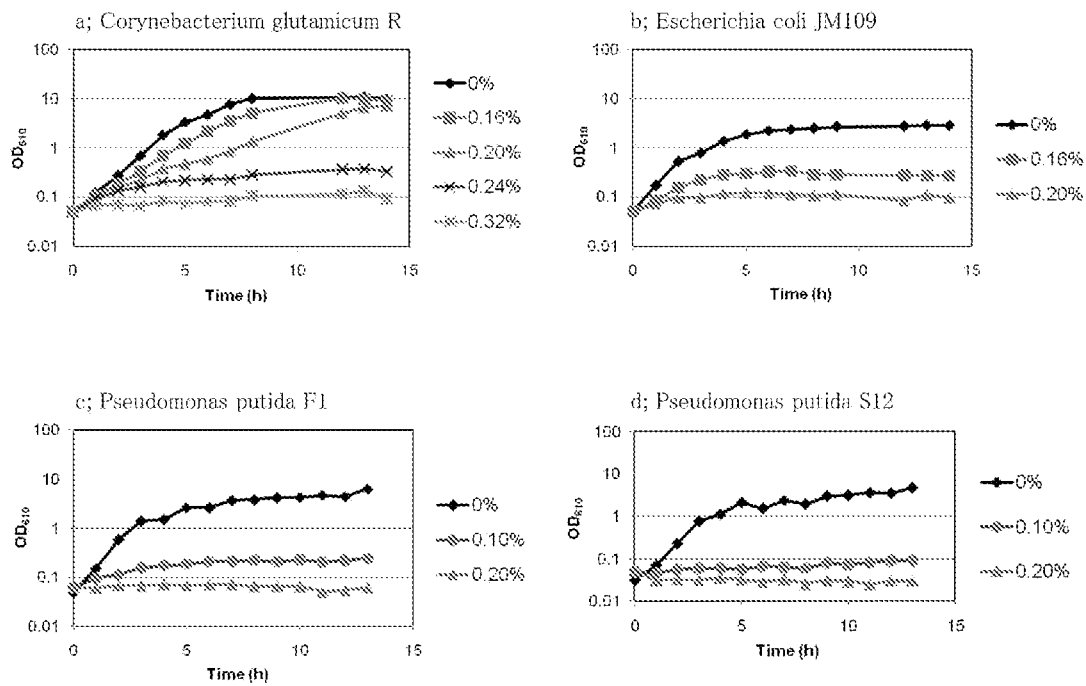 a; Corynebacterium glutamicum R
100
10
1
0.1
0.01
OD610
0 5 10 15
Time (h)
0%
0.16%
0.20%
0.24%
0.32%
b; Escherichia coli JM109
100
10
1
0.1
0.01
OD610
0 5 10 15
Time (h)
0%
0.16%
0.20%
c; Pseudomonas putida F1
100
10
1
0.1
0.01
OD610
0 5 10 15
Time (h)
0%
0.10%
0.20%
d; Pseudomonas putida S12
100
10
1
0.1
0.01
OD610
0 5 10 15
Time (h)
0%
0.10%
0.20%